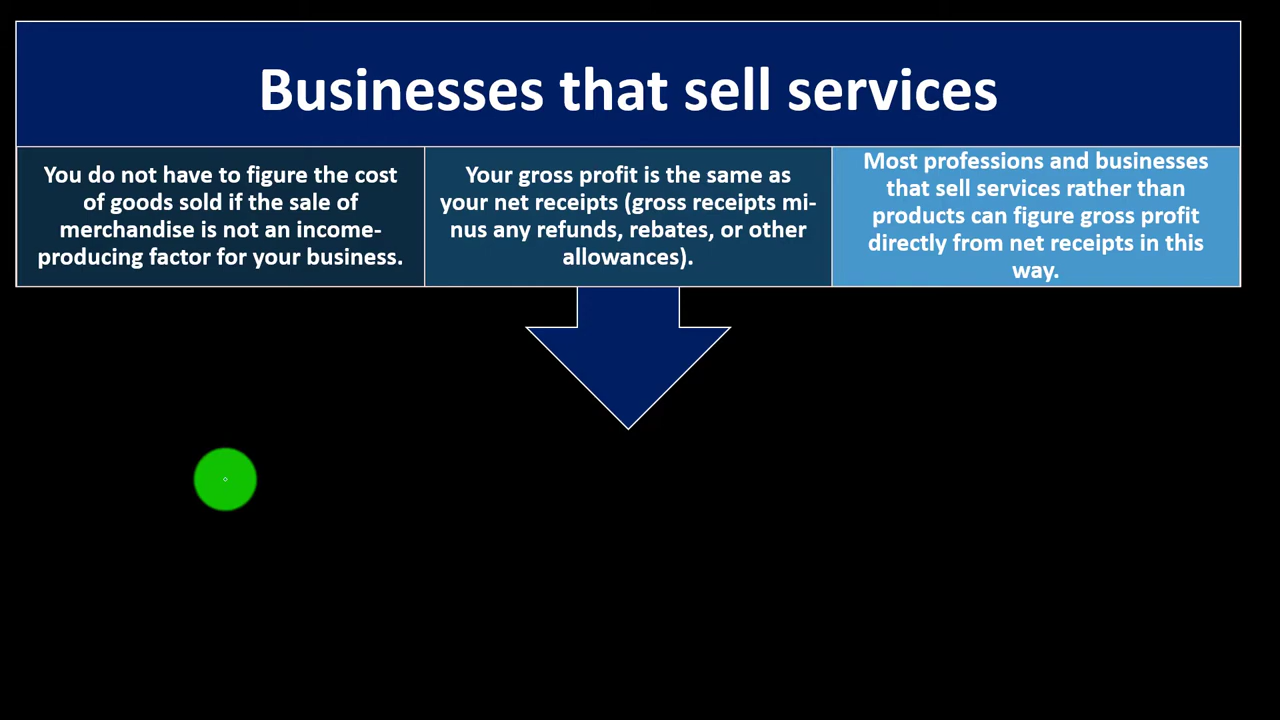 Businesses that sell services
You do not have to figure the cost
of goods sold if the sale of
merchandise is not an income-
producing factor for your business.
Your gross profit is the same as
your net receipts (gross receipts mi-
nus any refunds, rebates, or other
allowances).
Most professions and businesses
that sell services rather than
products can figure gross profit
directly from net receipts in this
way.